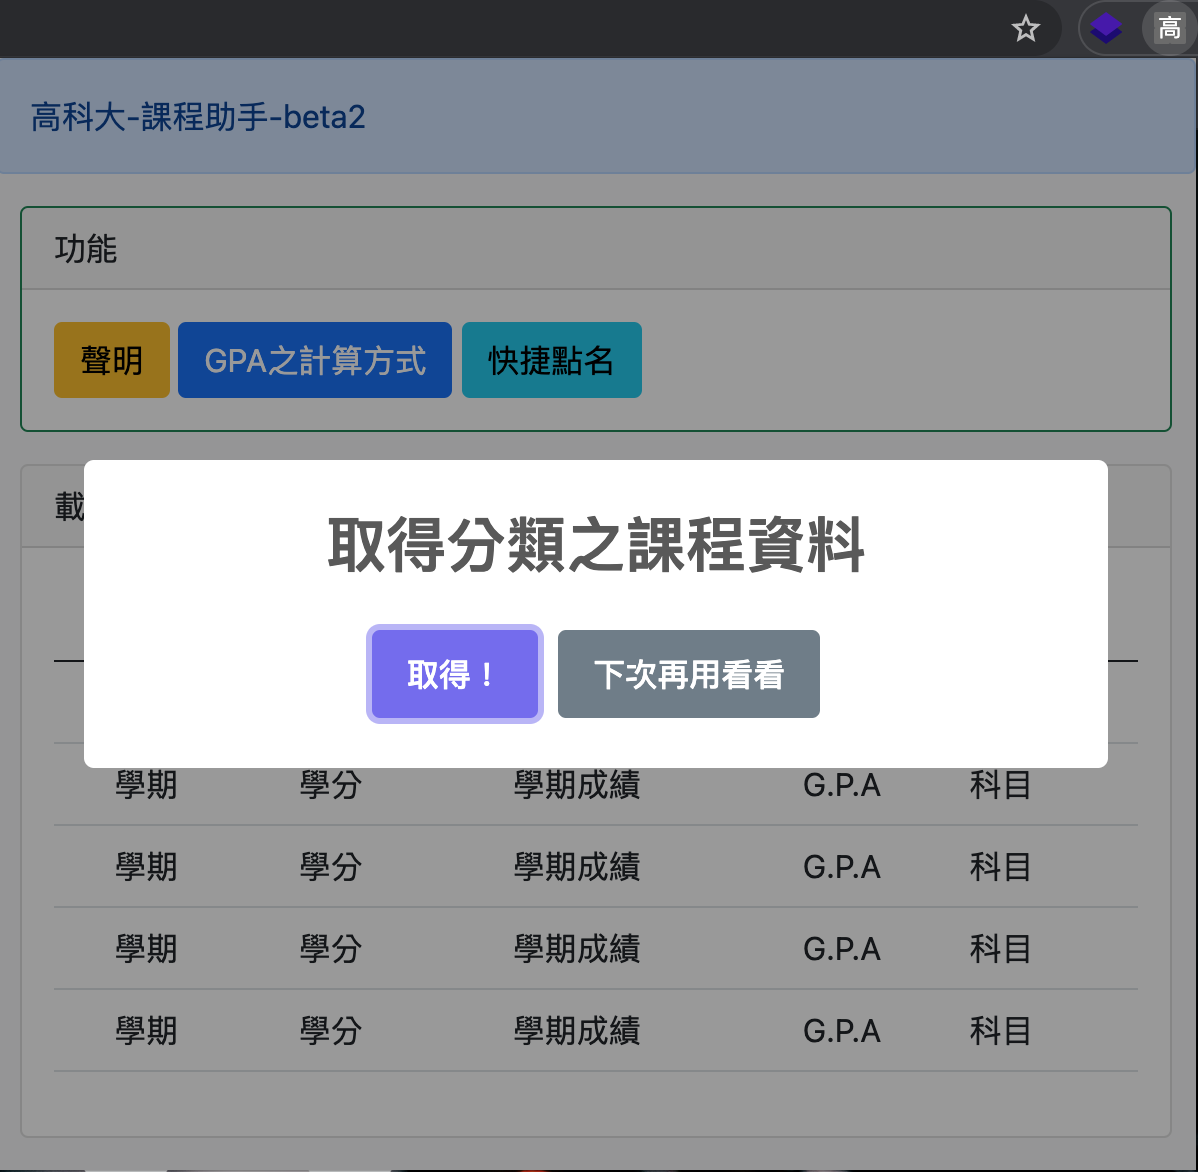 高
高科大-課程助手-beta2
功能
聲明 GPA之計算方式 快捷點名
載
取得分類之課程資料
取得！ 下次再用看看
學期 學分 學期成績 G.P.A 科目
學期 學分 學期成績 G.P.A 科目
學期 學分 學期成績 G.P.A 科目
學期 學分 學期成績 G.P.A 科目